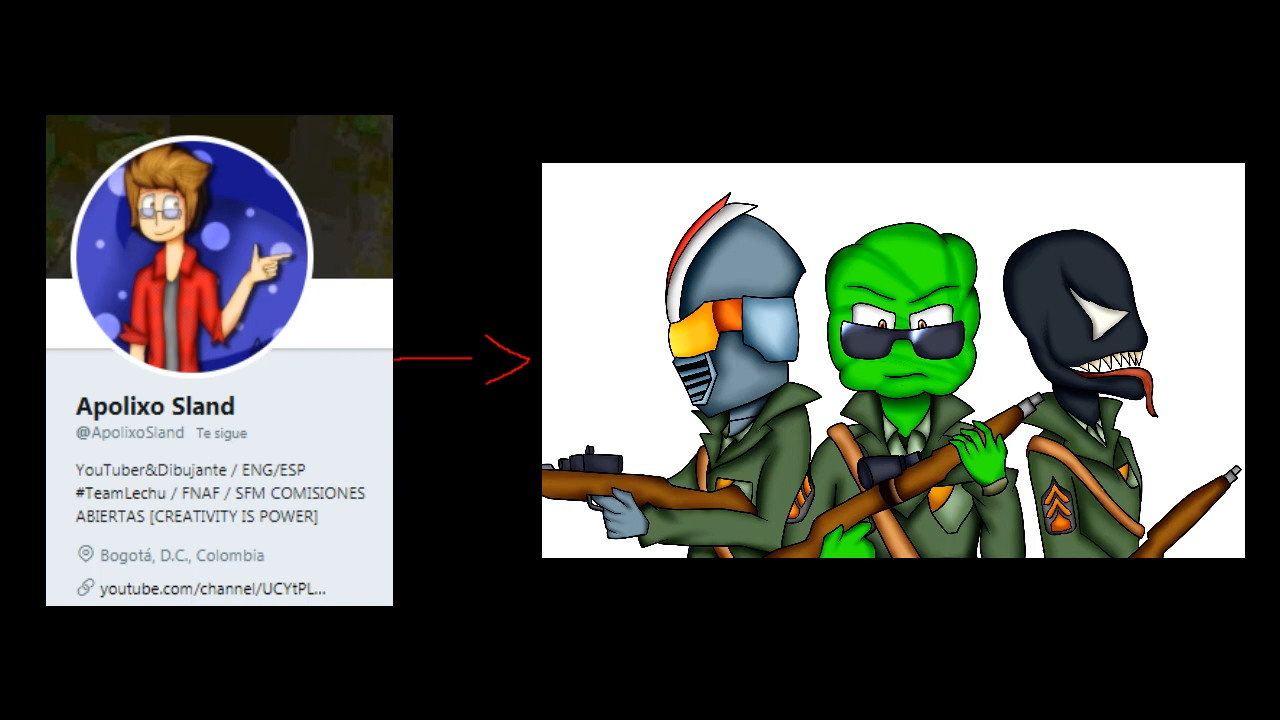 Apolixo Sland
@ApolixoSland Te sigue
YouTuber&Dibujante / ENG/ESP
#TeamLechu / FNAF / SFM COMISIONES
ABIERTAS [CREATIVITY IS POWER]
Bogotá, D.C., Colombia
youtube.com/channel/UCYtPL...